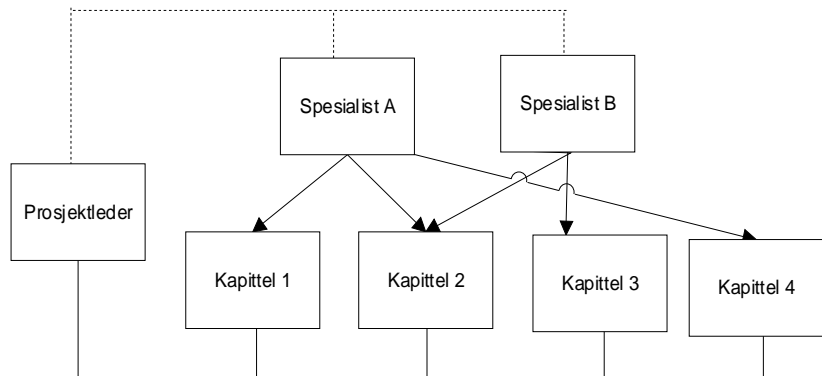 Spesialist A
Spesialist B
Prosjektleder
Kapittel 1
Kapittel 2
Kapittel 3
Kapittel 4